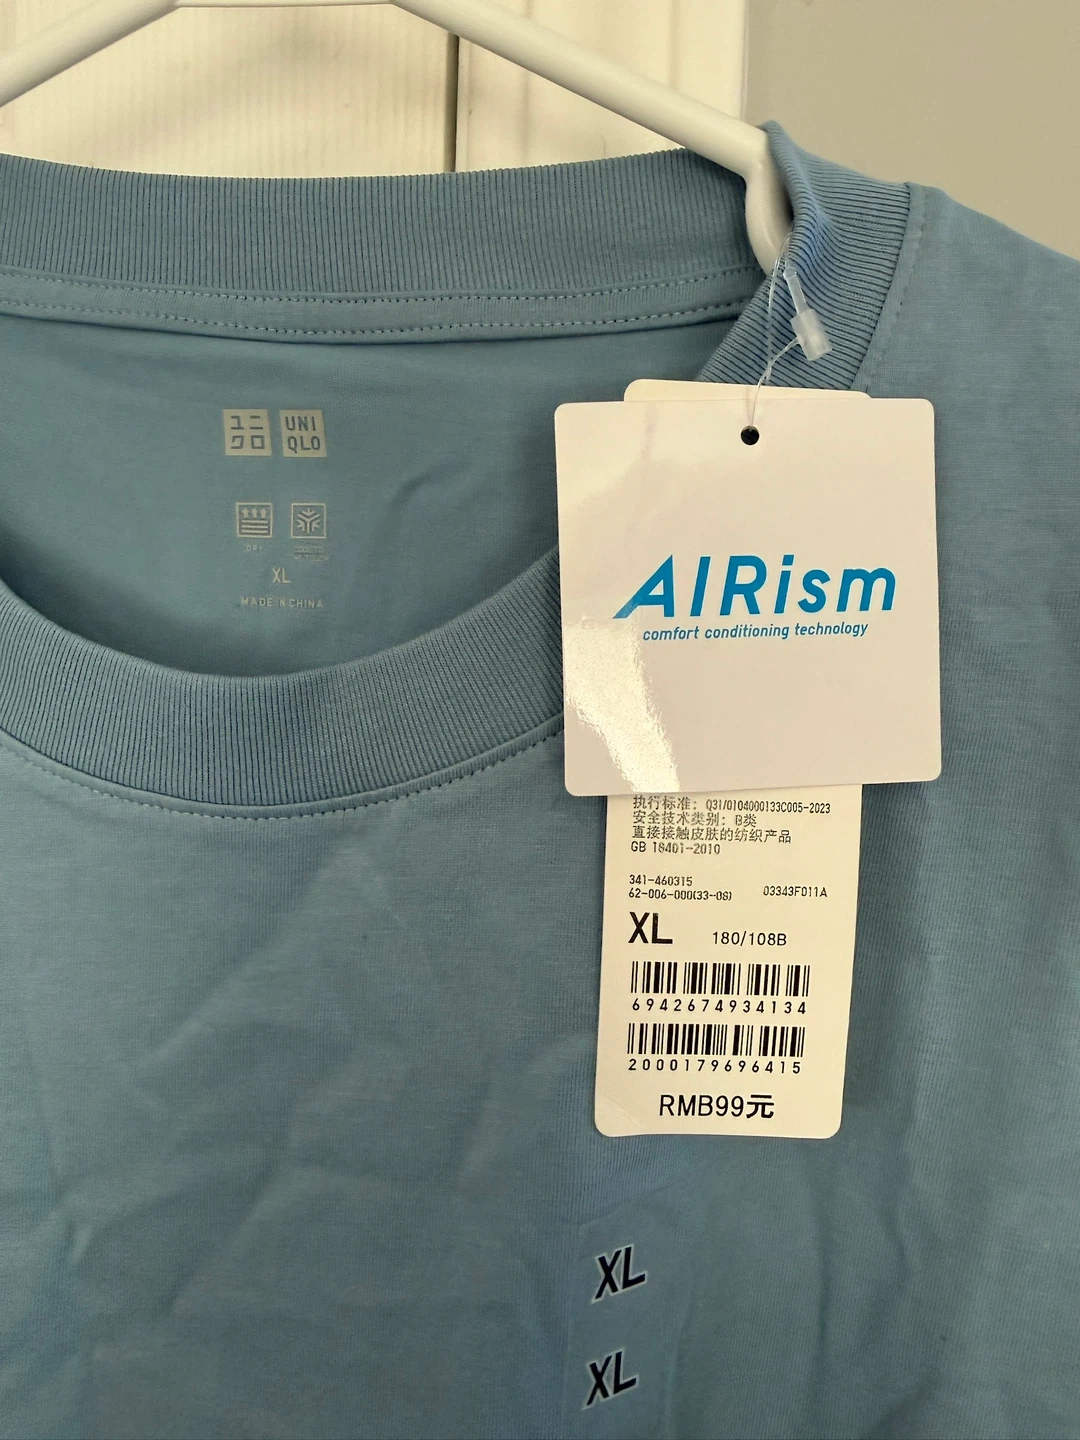 ユニ
クロ
UNI
QLO
DRY
XL
MADE IN CHINA
AIRism
comfort conditioning technology
执行标准: Q31/0104000133C005-2023
安全技术类别: B类
直接接触皮肤的纺织产品
GB 18401-2010
341-460315
62-006-000(33-08) 03343F011A
XL 180/108B
6942674934134
2000179696415
RMB99元
XL
XL